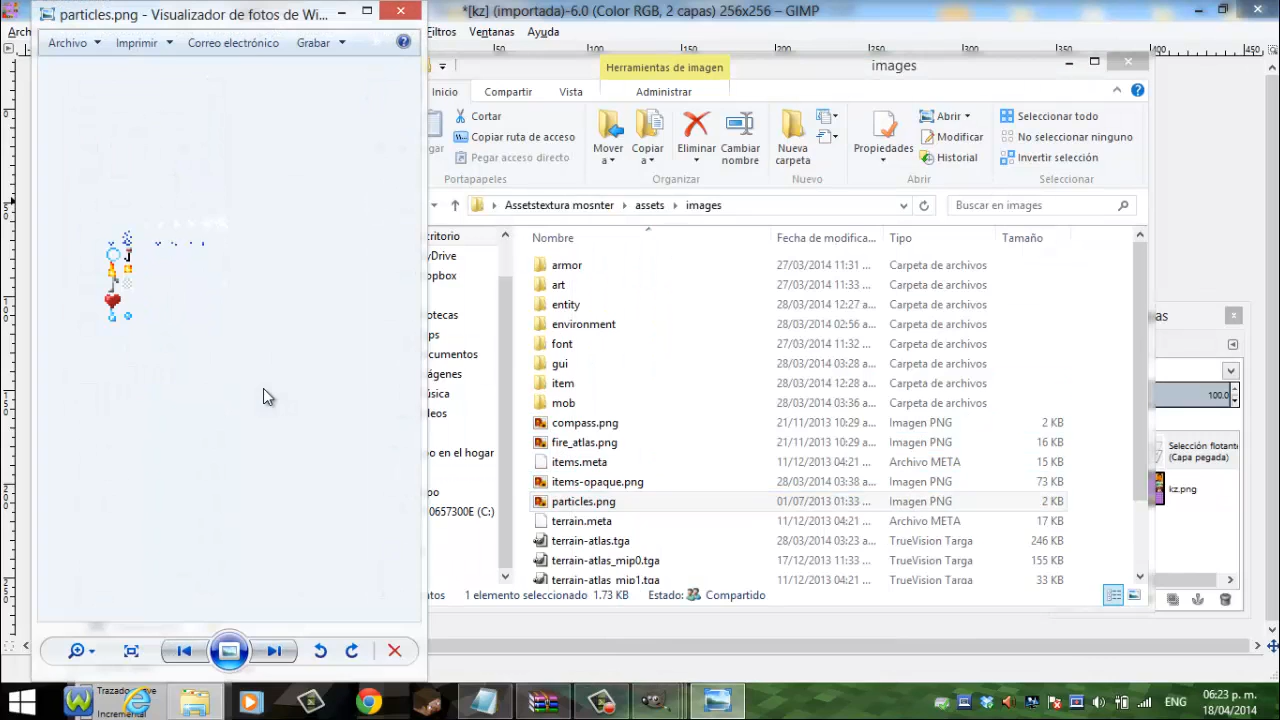 particles.png - Visualizador de fotos de Wi...
Archivo Imprimir Correo electrónico Grabar
*[kz] (importada)-6.0 (Color RGB, 2 capas) 256x256 – GIMP
Filtros Ventanas Ayuda
100 150 200 250 300 350 400 450
Herramientas de imagen
images
Inicio Compartir Vista Administrar
Cortar
Copiar ruta de acceso
Pegar acceso directo
Portapapeles
Mover a
Copiar a
Eliminar
Cambiar nombre
Organizar
Nueva carpeta
Nuevo
Propiedades
Abrir
Modificar
Historial
Abrir
Seleccionar todo
No seleccionar ninguno
Invertir selección
Seleccionar
Assetstextura mosnter assets images
Buscar en images
Nombre Fecha de modifica... Tipo Tamaño
armor 27/03/2014 11:31 ... Carpeta de archivos
art 27/03/2014 11:33 ... Carpeta de archivos
entity 28/03/2014 12:27 a... Carpeta de archivos
environment 28/03/2014 02:56 a... Carpeta de archivos
font 27/03/2014 11:32 ... Carpeta de archivos
gui 28/03/2014 03:28 a... Carpeta de archivos
item 28/03/2014 12:28 a... Carpeta de archivos
mob 28/03/2014 03:36 a... Carpeta de archivos
compass.png 21/11/2013 10:29 a... Imagen PNG 2 KB
fire_atlas.png 21/11/2013 10:29 a... Imagen PNG 16 KB
items.meta 11/12/2013 04:21 ... Archivo META 15 KB
items-opaque.png 28/03/2014 03:38 a... Imagen PNG 73 KB
particles.png 01/07/2013 01:33 ... Imagen PNG 2 KB
terrain.meta 11/12/2013 04:21 ... Archivo META 17 KB
terrain-atlas.tga 28/03/2014 03:23 a... TrueVision Targa 246 KB
terrain-atlas_mip0.tga 17/12/2013 11:33 ... TrueVision Targa 155 KB
terrain-atlas_mip1.tga 11/12/2013 04:21 ... TrueVision Targa 33 KB
1 elemento seleccionado 1.73 KB Estado: Compartido
100.0
Selección flotante
(Capa pegada)
kz.png
Incremental
ENG
06:23 p. m.
18/04/2014